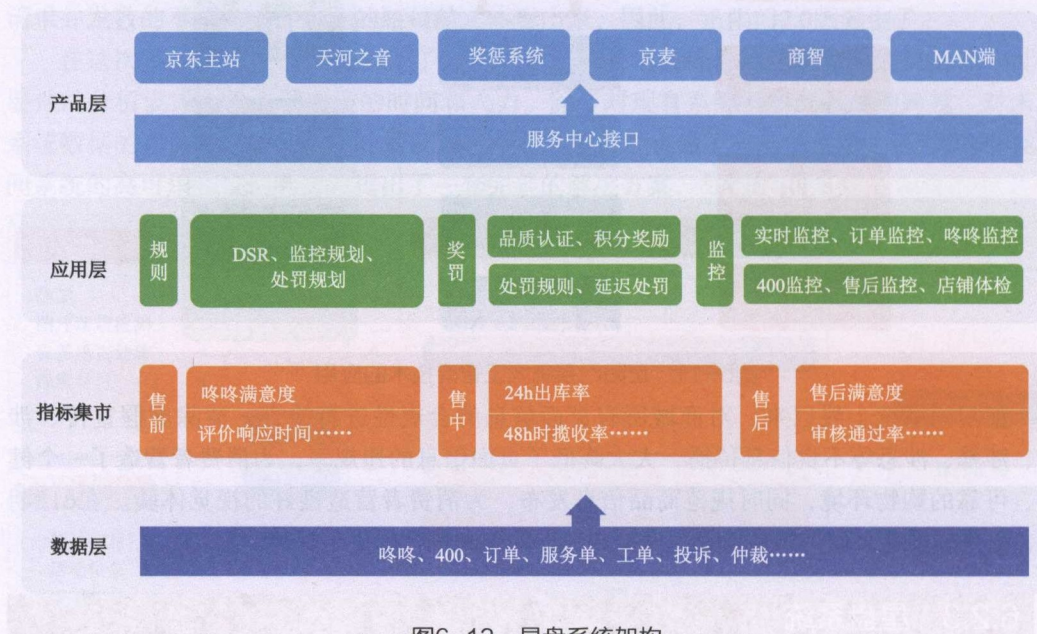 京东主站 天河之音 奖惩系统 京麦 商智 MAN端
产品层
服务中心接口
应用层
规则
DSR、监控规划、
处罚规划
奖罚
品质认证、积分奖励
处罚规则、延迟处罚
监控
实时监控、订单监控、咚咚监控
400监控、售后监控、店铺体检
指标集市
售前
咚咚满意度
评价响应时间……
售中
24h出库率
48h时揽收率……
售后
售后满意度
审核通过率……
数据层
咚咚、400、订单、服务单、工单、投诉、仲裁……